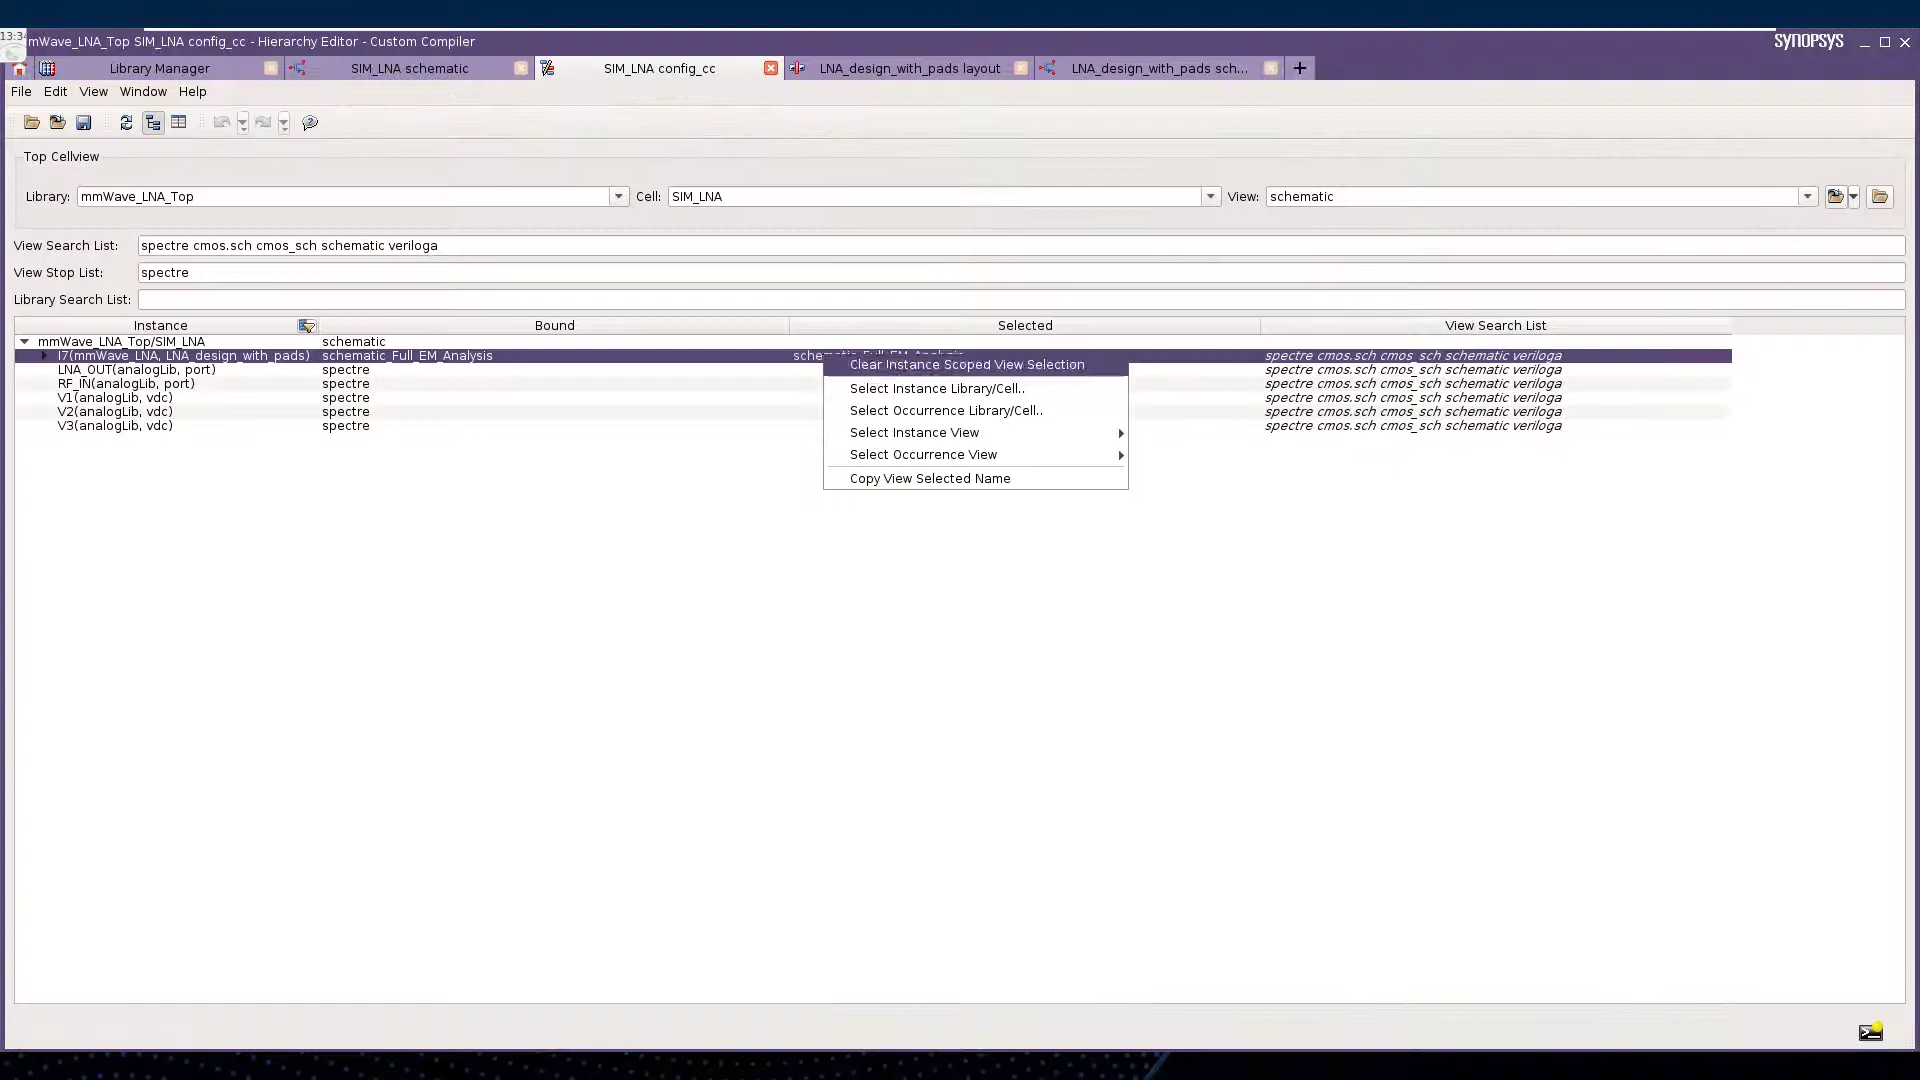 13:34
mWave_LNA_Top SIM_LNA config_cc - Hierarchy Editor - Custom Compiler
SYNOPSYS
Library Manager
SIM_LNA schematic
SIM_LNA config_cc
LNA_design_with_pads layout
LNA_design_with_pads sch...
File Edit View Window Help
Top Cellview
Library: mmWave_LNA_Top Cell: SIM_LNA View: schematic
View Search List: spectre cmos.sch cmos_sch schematic veriloga
View Stop List: spectre
Library Search List:
Instance Bound Selected View Search List
mmWave_LNA_Top/SIM_LNA schematic
I7(mmWave_LNA, LNA_design_with_pads) schematic_Full_EM_Analysis schematic_Full_EM_Analysis spectre cmos.sch cmos_sch schematic veriloga
LNA_OUT(analogLib, port) spectre spectre cmos.sch cmos_sch schematic veriloga
RF_IN(analogLib, port) spectre spectre cmos.sch cmos_sch schematic veriloga
V1(analogLib, vdc) spectre spectre cmos.sch cmos_sch schematic veriloga
V2(analogLib, vdc) spectre spectre cmos.sch cmos_sch schematic veriloga
V3(analogLib, vdc) spectre spectre cmos.sch cmos_sch schematic veriloga
Clear Instance Scoped View Selection
Select Instance Library/Cell..
Select Occurrence Library/Cell..
Select Instance View
Select Occurrence View
Copy View Selected Name